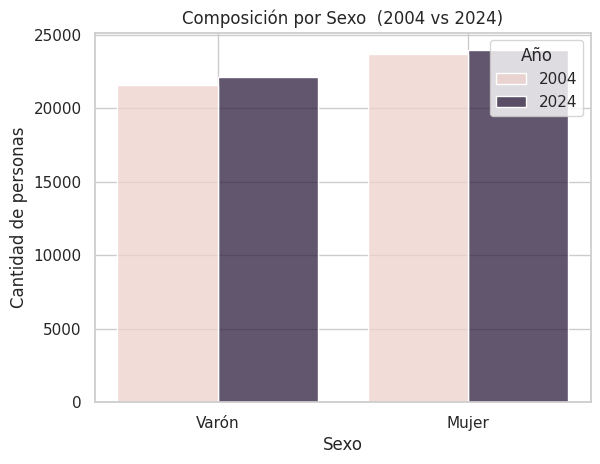 Composición por Sexo  (2004 vs 2024)
Año
2004
2024
25000
20000
15000
10000
5000
0
Cantidad de personas
Varón
Mujer
Sexo